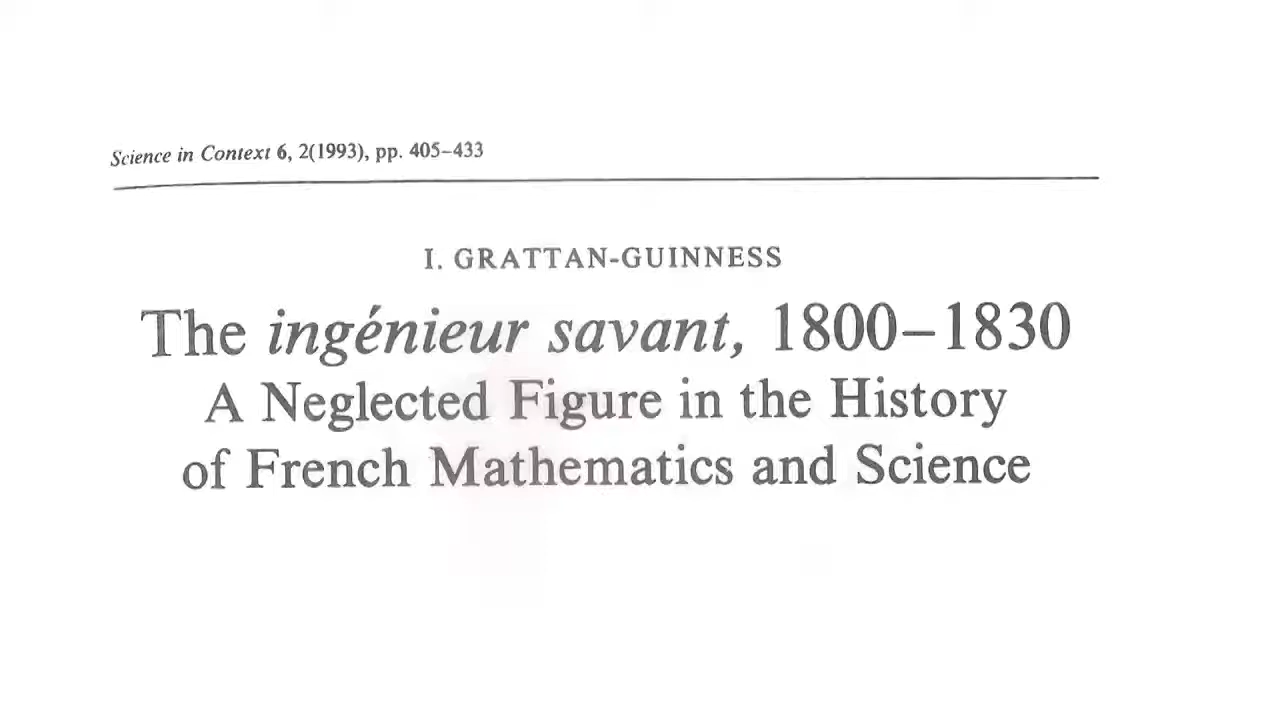 Science in Context 6, 2(1993), pp. 405–433
I. GRATTAN-GUINNESS
The ingénieur savant, 1800–1830
A Neglected Figure in the History
of French Mathematics and Science